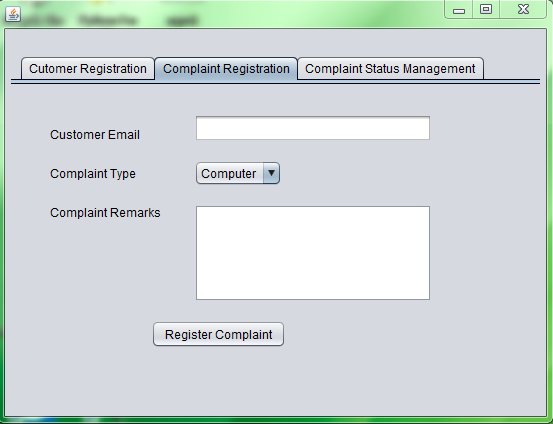 Cutomer Registration Complaint Registration Complaint Status Management
Customer Email
Complaint Type Computer
Complaint Remarks
Register Complaint